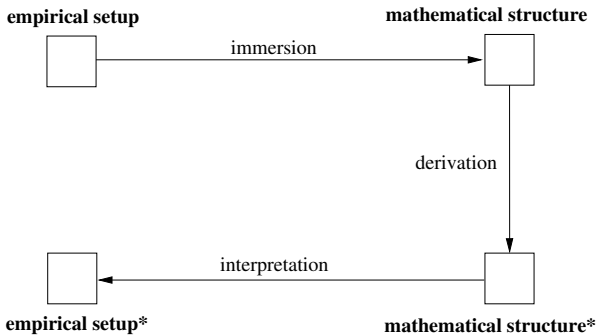 empirical setup
mathematical structure
immersion
derivation
interpretation
empirical setup*
mathematical structure*